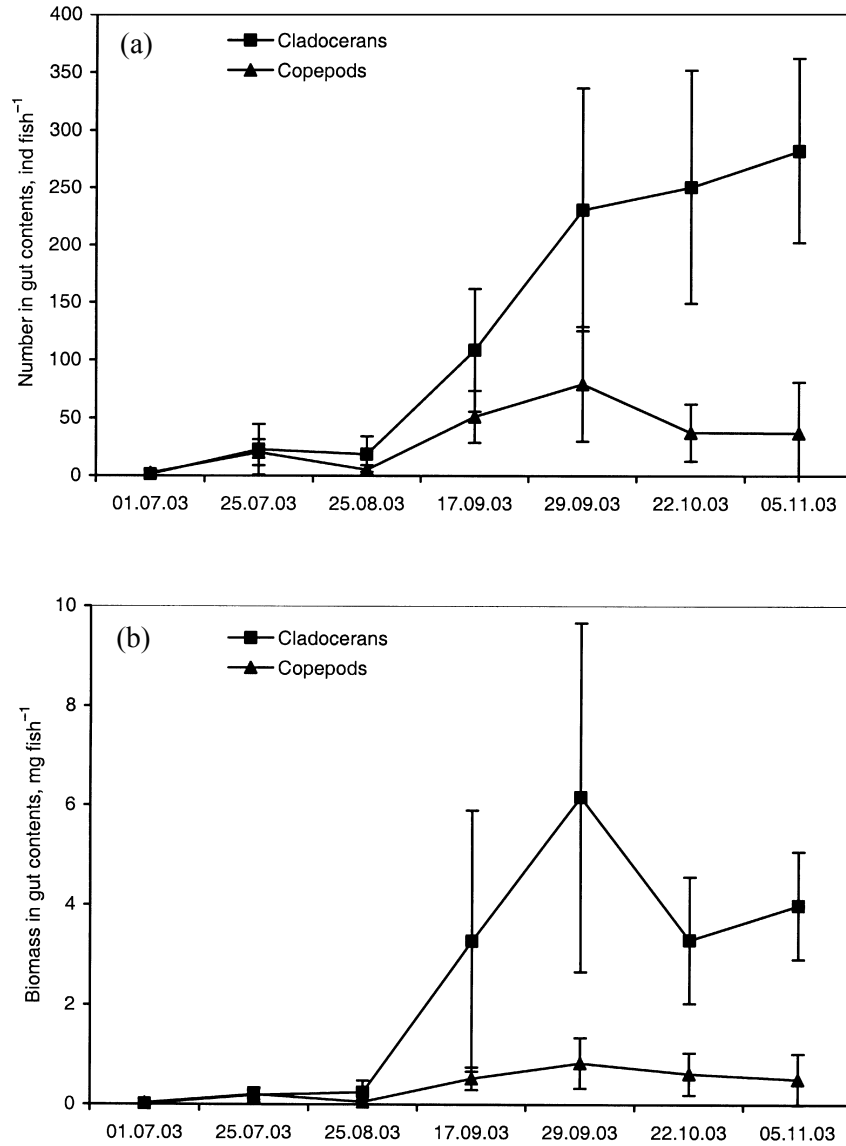 (a)
Cladocerans
Copepods
Number in gut contents, ind fish⁻¹
400
350
300
250
200
150
100
50
0
01.07.03 25.07.03 25.08.03 17.09.03 29.09.03 22.10.03 05.11.03
(b)
Cladocerans
Copepods
Biomass in gut contents, mg fish⁻¹
10
8
6
4
2
0
01.07.03 25.07.03 25.08.03 17.09.03 29.09.03 22.10.03 05.11.03